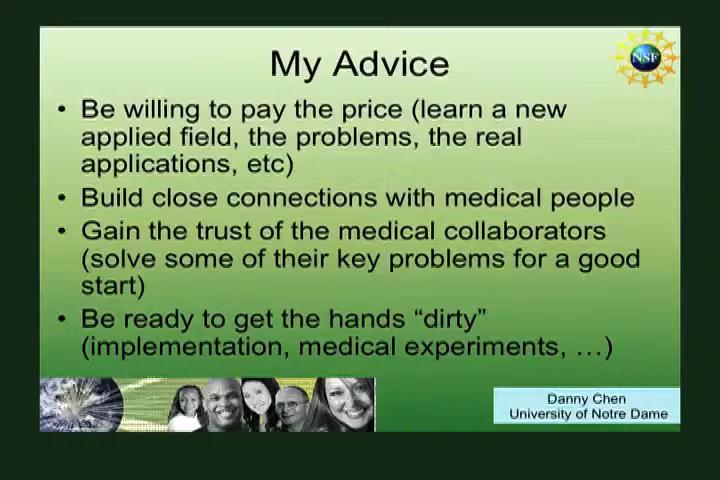 My Advice
NSF
• Be willing to pay the price (learn a new
applied field, the problems, the real
applications, etc)
• Build close connections with medical people
• Gain the trust of the medical collaborators
(solve some of their key problems for a good
start)
• Be ready to get the hands “dirty”
(implementation, medical experiments, …)
Danny Chen
University of Notre Dame